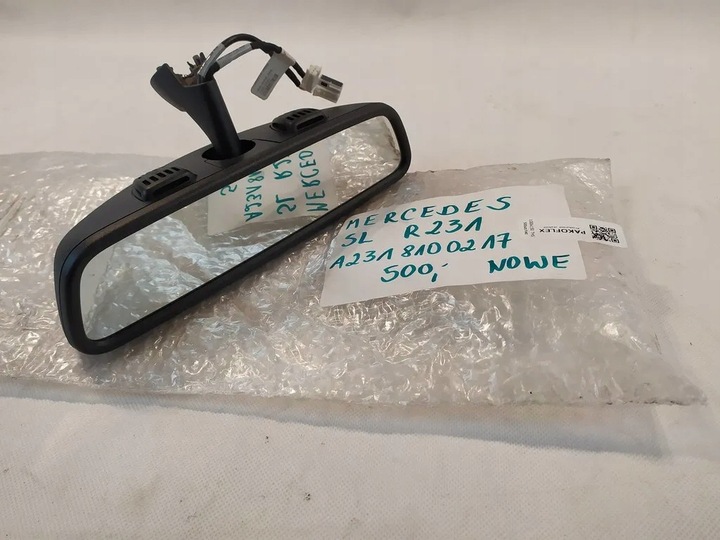 MERCEDES
SL R231
A231 810 02 17
500,- NOWE
PAKOFLEX